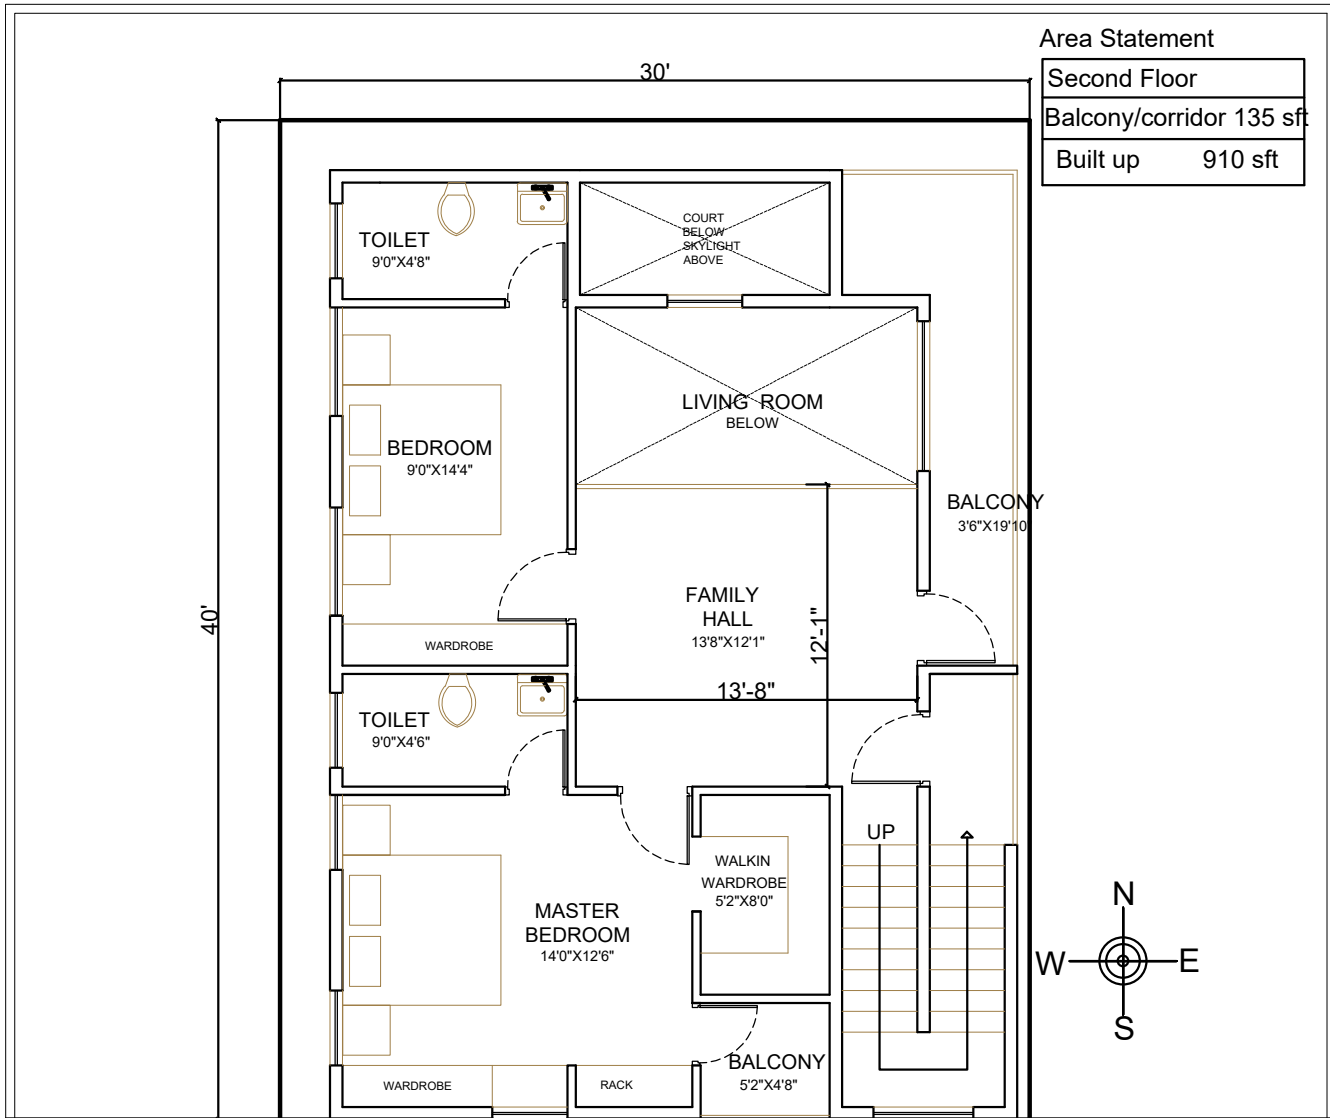 Area Statement
Second Floor
Balcony/corridor 135 sft
Built up 910 sft
30'
40'
TOILET
9'0"X4'8"
COURT
BELOW
SKYLIGHT
ABOVE
LIVING ROOM
BELOW
BEDROOM
9'0"X14'4"
BALCONY
3'6"X19'10
FAMILY
HALL
13'8"X12'1"
12'-1"
13'-8"
WARDROBE
TOILET
9'0"X4'6"
UP
WALKIN
WARDROBE
5'2"X8'0"
MASTER
BEDROOM
14'0"X12'6"
N
W
E
S
BALCONY
5'2"X4'8"
WARDROBE
RACK